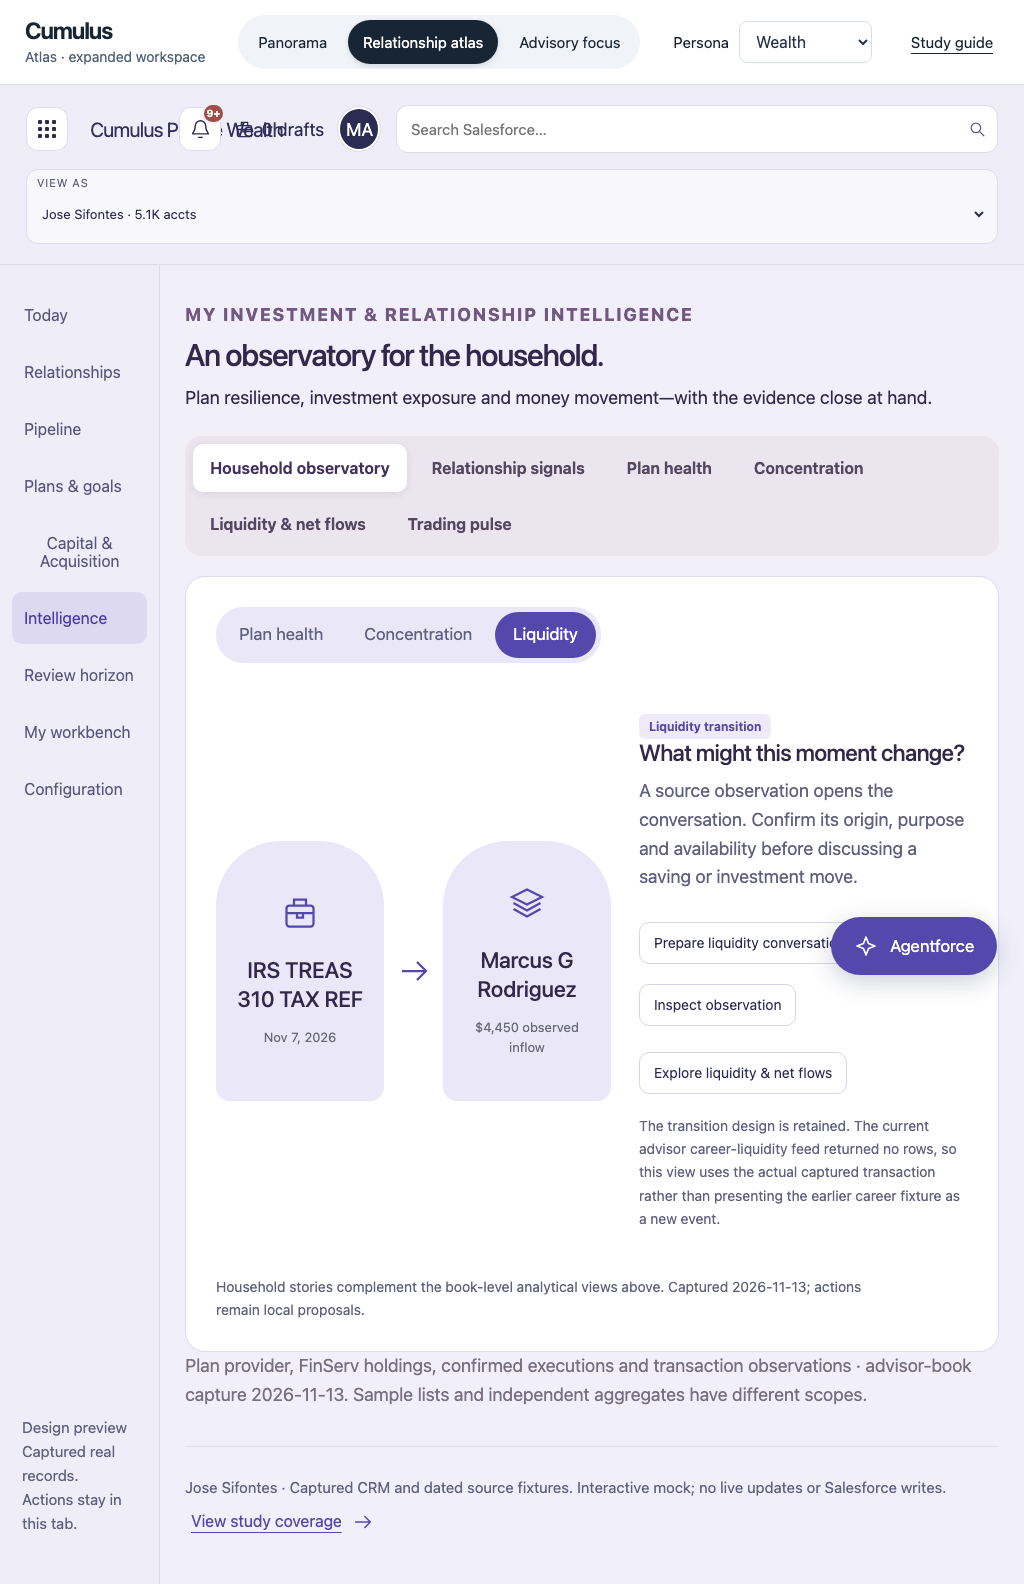 Cumulus
Atlas · expanded workspace
Panorama
Relationship atlas
Advisory focus
Persona
Wealth
Study guide
9+
drafts
MA
Search Salesforce...
VIEW AS
Jose Sifontes · 5.1K accts
Today
Relationships
Pipeline
Plans & goals
Capital &
Acquisition
Intelligence
Review horizon
My workbench
Configuration
Design preview
Captured real
records.
Actions stay in
this tab.
MY INVESTMENT & RELATIONSHIP INTELLIGENCE
An observatory for the household.
Plan resilience, investment exposure and money movement—with the evidence close at hand.
Household observatory
Relationship signals
Plan health
Concentration
Liquidity & net flows
Trading pulse
Plan health
Concentration
Liquidity
IRS TREAS
310 TAX REF
Nov 7, 2026
Marcus G
Rodriguez
$4,450 observed
inflow
Liquidity transition
What might this moment change?
A source observation opens the
conversation. Confirm its origin, purpose
and availability before discussing a
saving or investment move.
Prepare liquidity
Agentforce
Inspect observation
Explore liquidity & net flows
The transition design is retained. The current
advisor career-liquidity feed returned no rows, so
this view uses the actual captured transaction
rather than presenting the earlier career fixture as
a new event.
Household stories complement the book-level analytical views above. Captured 2026-11-13; actions
remain local proposals.
Plan provider, FinServ holdings, confirmed executions and transaction observations · advisor-book
capture 2026-11-13. Sample lists and independent aggregates have different scopes.
Jose Sifontes · Captured CRM and dated source fixtures. Interactive mock; no live updates or Salesforce writes.
View study coverage